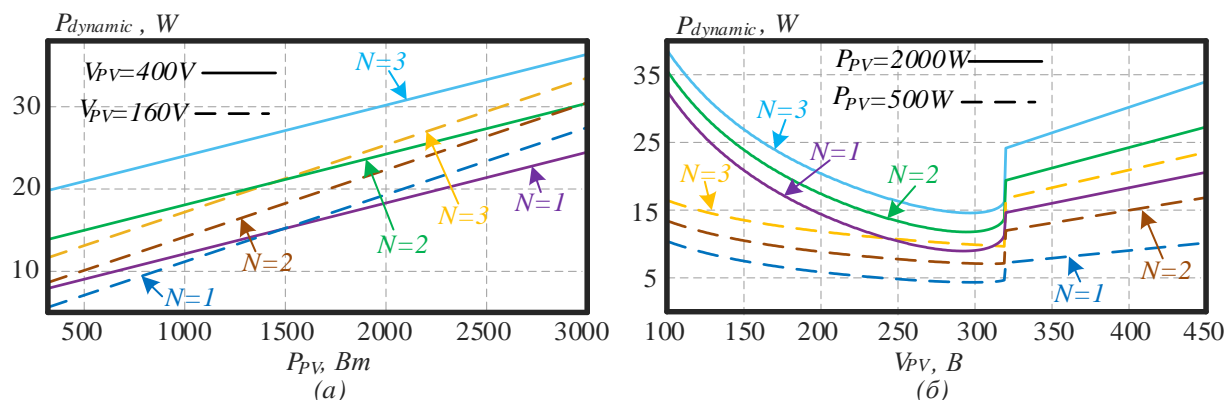 Pdynamic , W
VPV=400V
VPV=160V
N=3
N=1
N=3
N=2
N=2
N=1
30
20
10
500 1000 1500 2000 2500 3000
PPV, Вт
(а)
Pdynamic , W
PPV=2000W
PPV=500W
N=3
N=1
N=2
N=3
N=2
N=1
35
25
15
5
100 150 200 250 300 350 400 450
VPV, В
(б)